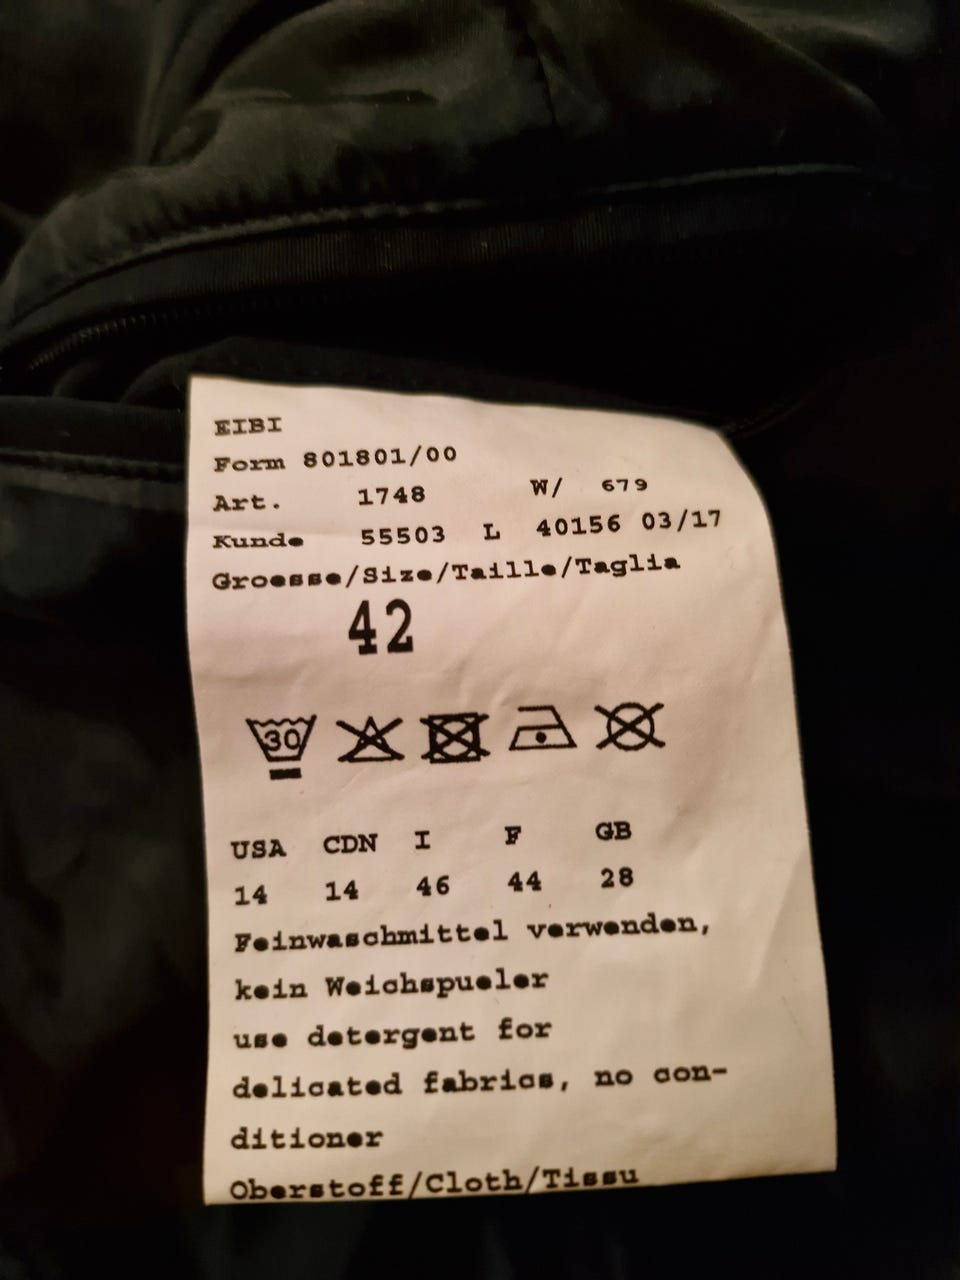 EIBI
Form 801801/00
Art. 1748 W/ 679
Kunde 55503 L 40156 03/17
Groesse/Size/Taille/Taglia
42
30
USA CDN I F GB
14 14 46 44 28
Feinwaschmittel verwenden,
kein Weichspueler
use detergent for
delicated fabrics, no con-
ditioner
Oberstoff/Cloth/Tissu